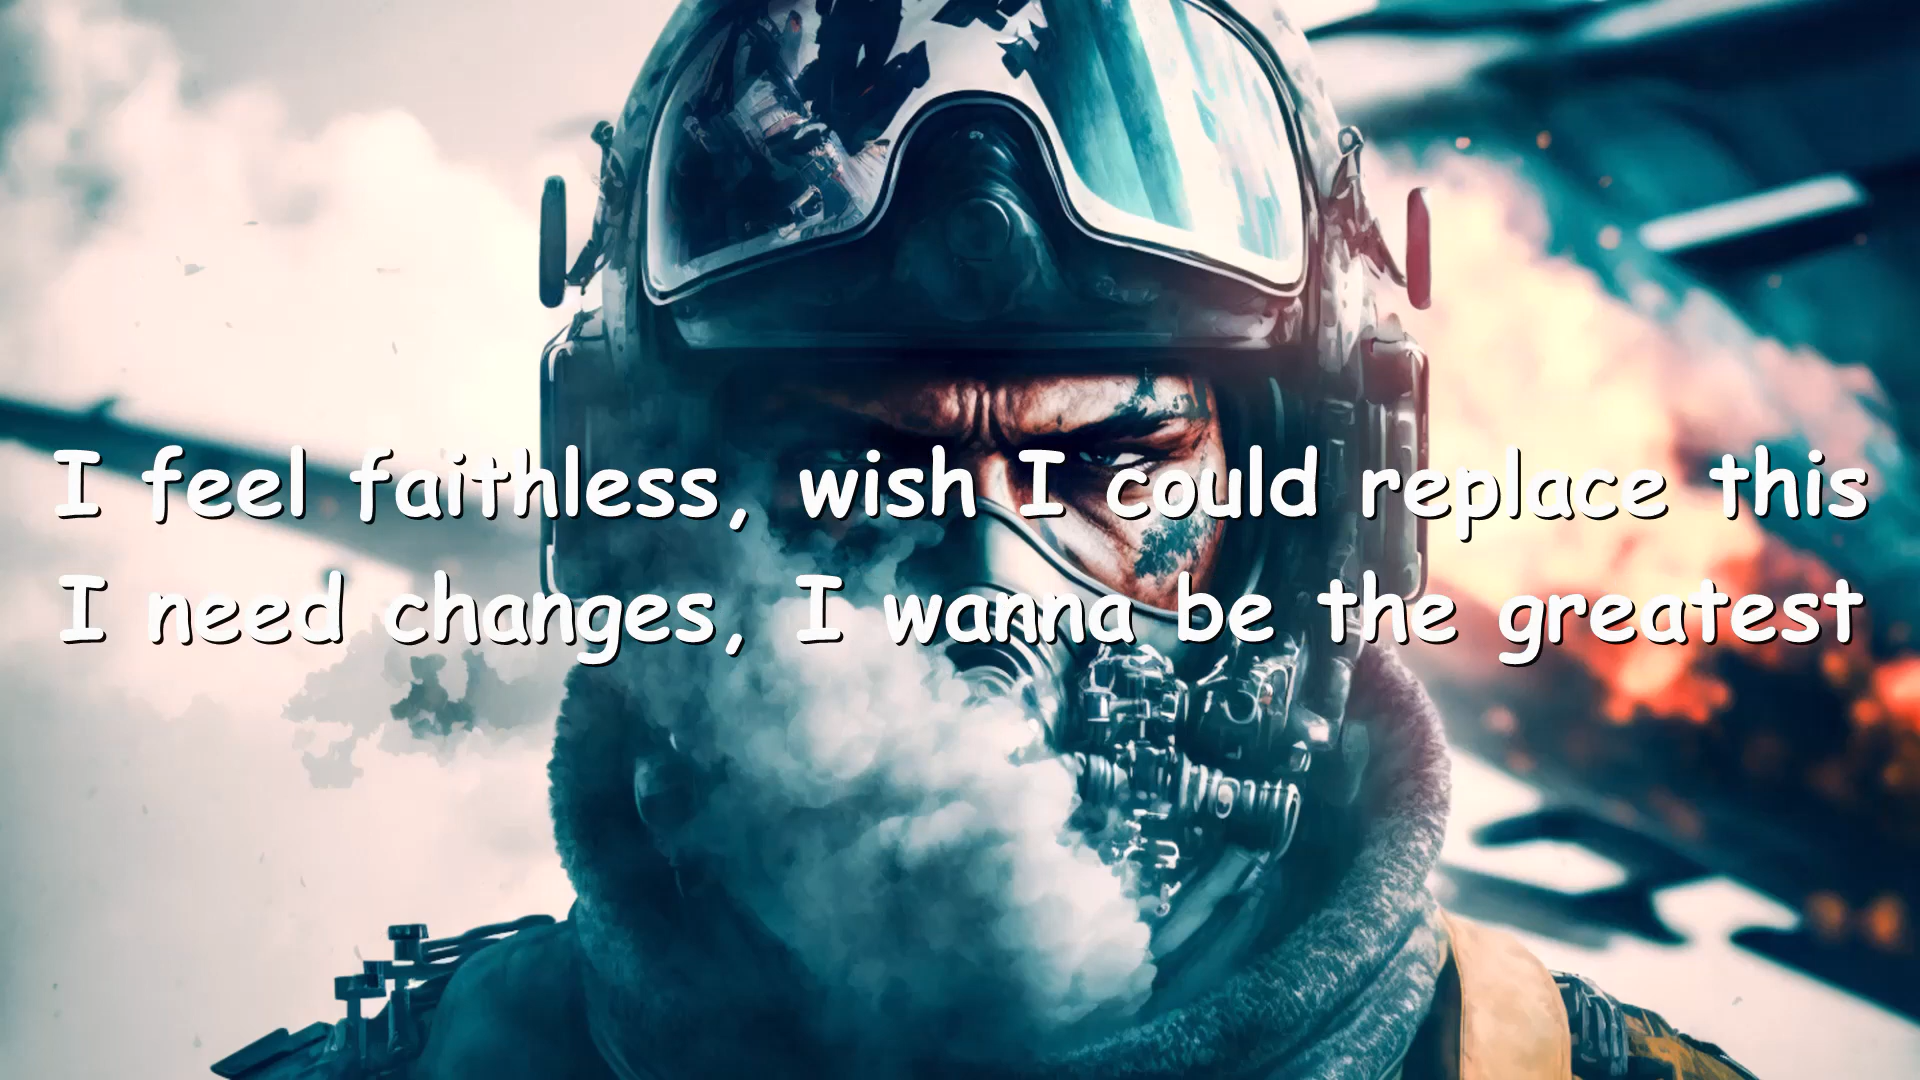 I feel faithless, wish I could replace this
I need changes, I wanna be the greatest